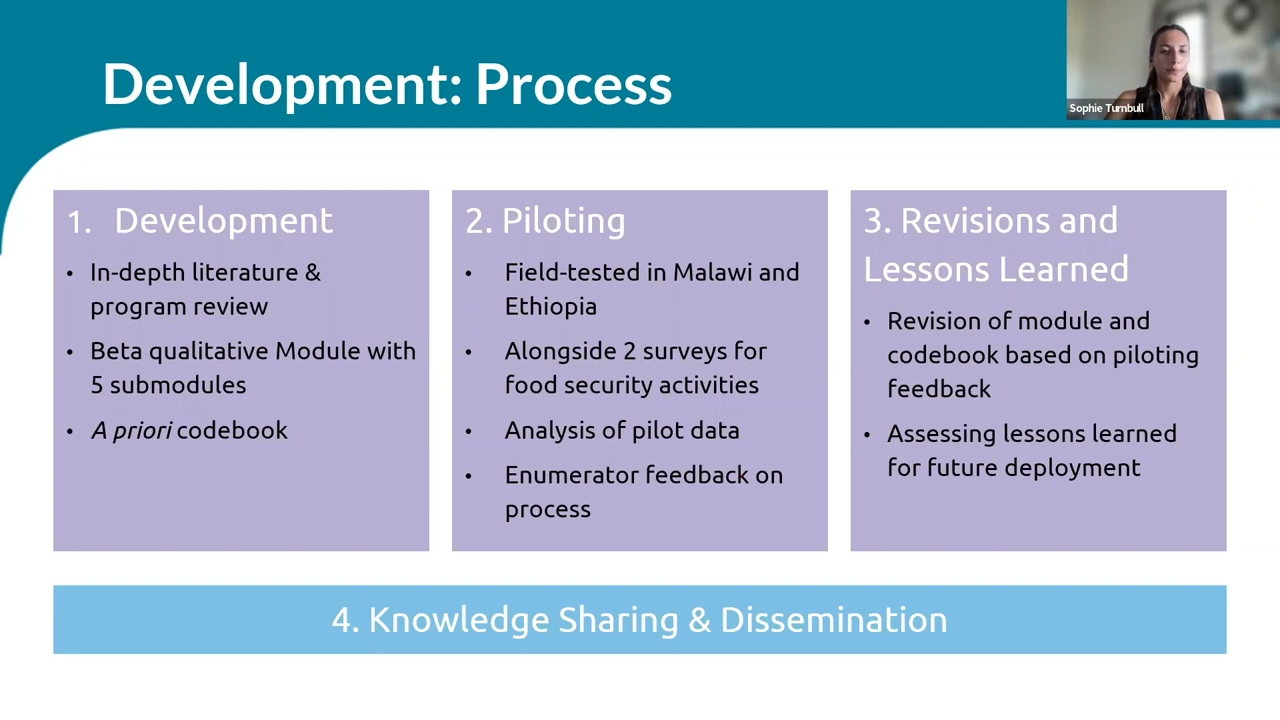 Development: Process
Sophie Turnbull
1. Development
• In-depth literature &
program review
• Beta qualitative Module with
5 submodules
• A priori codebook
2. Piloting
• Field-tested in Malawi and
Ethiopia
• Alongside 2 surveys for
food security activities
• Analysis of pilot data
• Enumerator feedback on
process
3. Revisions and
Lessons Learned
• Revision of module and
codebook based on piloting
feedback
• Assessing lessons learned
for future deployment
4. Knowledge Sharing & Dissemination